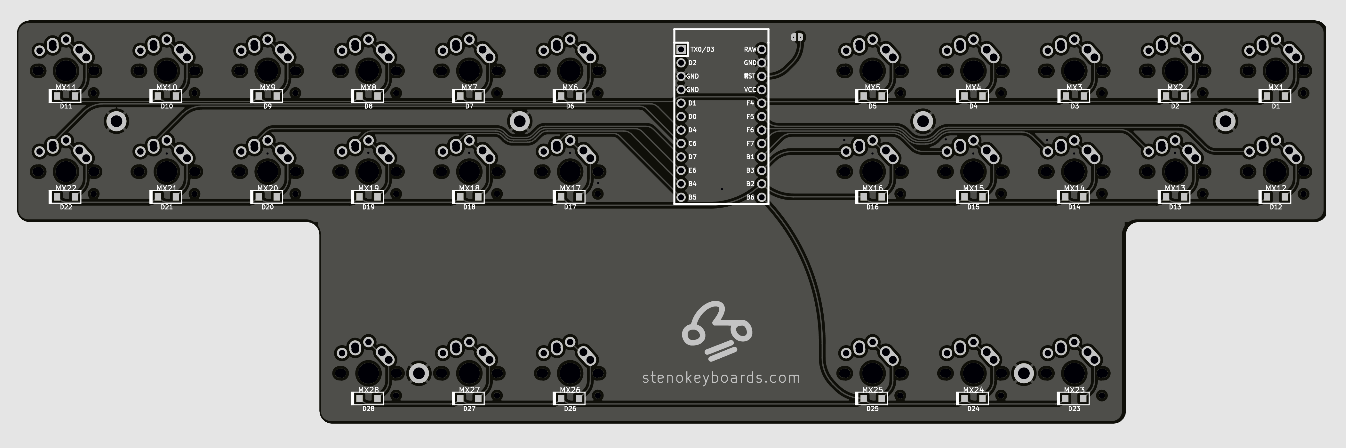 TX0/D3 RAW
D2 GND
GND RST
GND VCC
MX11 MX10 MX9 MX8 MX7 MX6 MX5 MX4 MX3 MX2 MX1
D11 D10 D9 D8 D7 D6 D5 D4 D3 D2 D1
D1 F4
D0 F5
D4 F6
C6 F7
D7 B1
E6 B3
B4 B2
B5 B6
MX22 MX21 MX20 MX19 MX18 MX17 MX16 MX15 MX14 MX13 MX12
D22 D21 D20 D19 D18 D17 D16 D15 D14 D13 D12
stenokeyboards.com
MX28 MX27 MX26 MX25 MX24 MX23
D28 D27 D26 D25 D24 D23